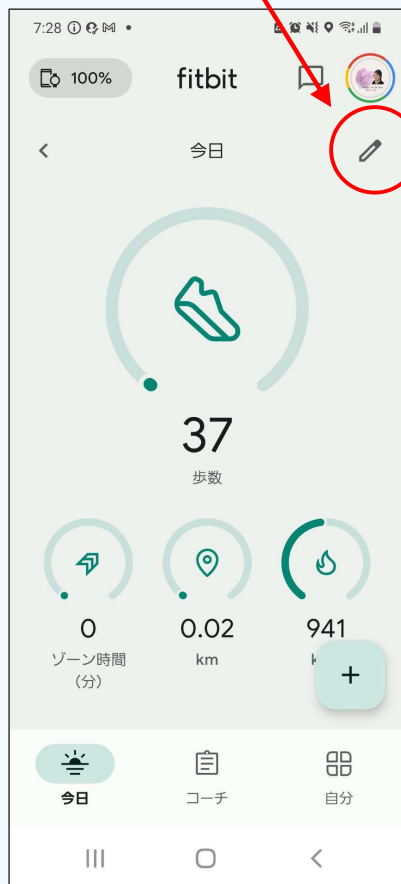 7:28
100%
fitbit
今日
37
歩数
0
0.02
941
ゾーン時間
km
k
(分)
+
今日
コーチ
自分